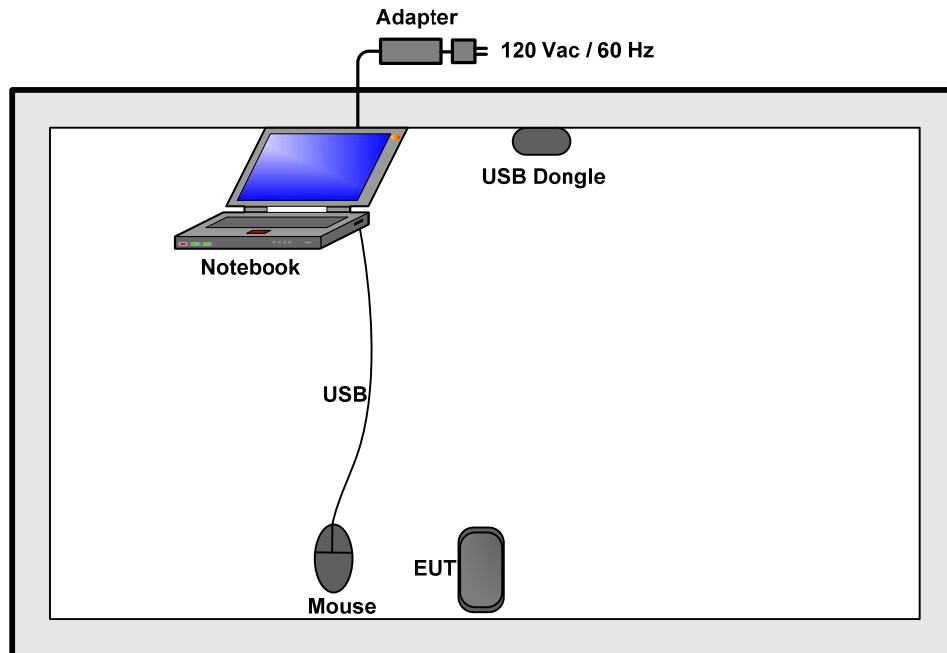 Adapter
120 Vac / 60 Hz
USB Dongle
Notebook
USB
EUT
Mouse